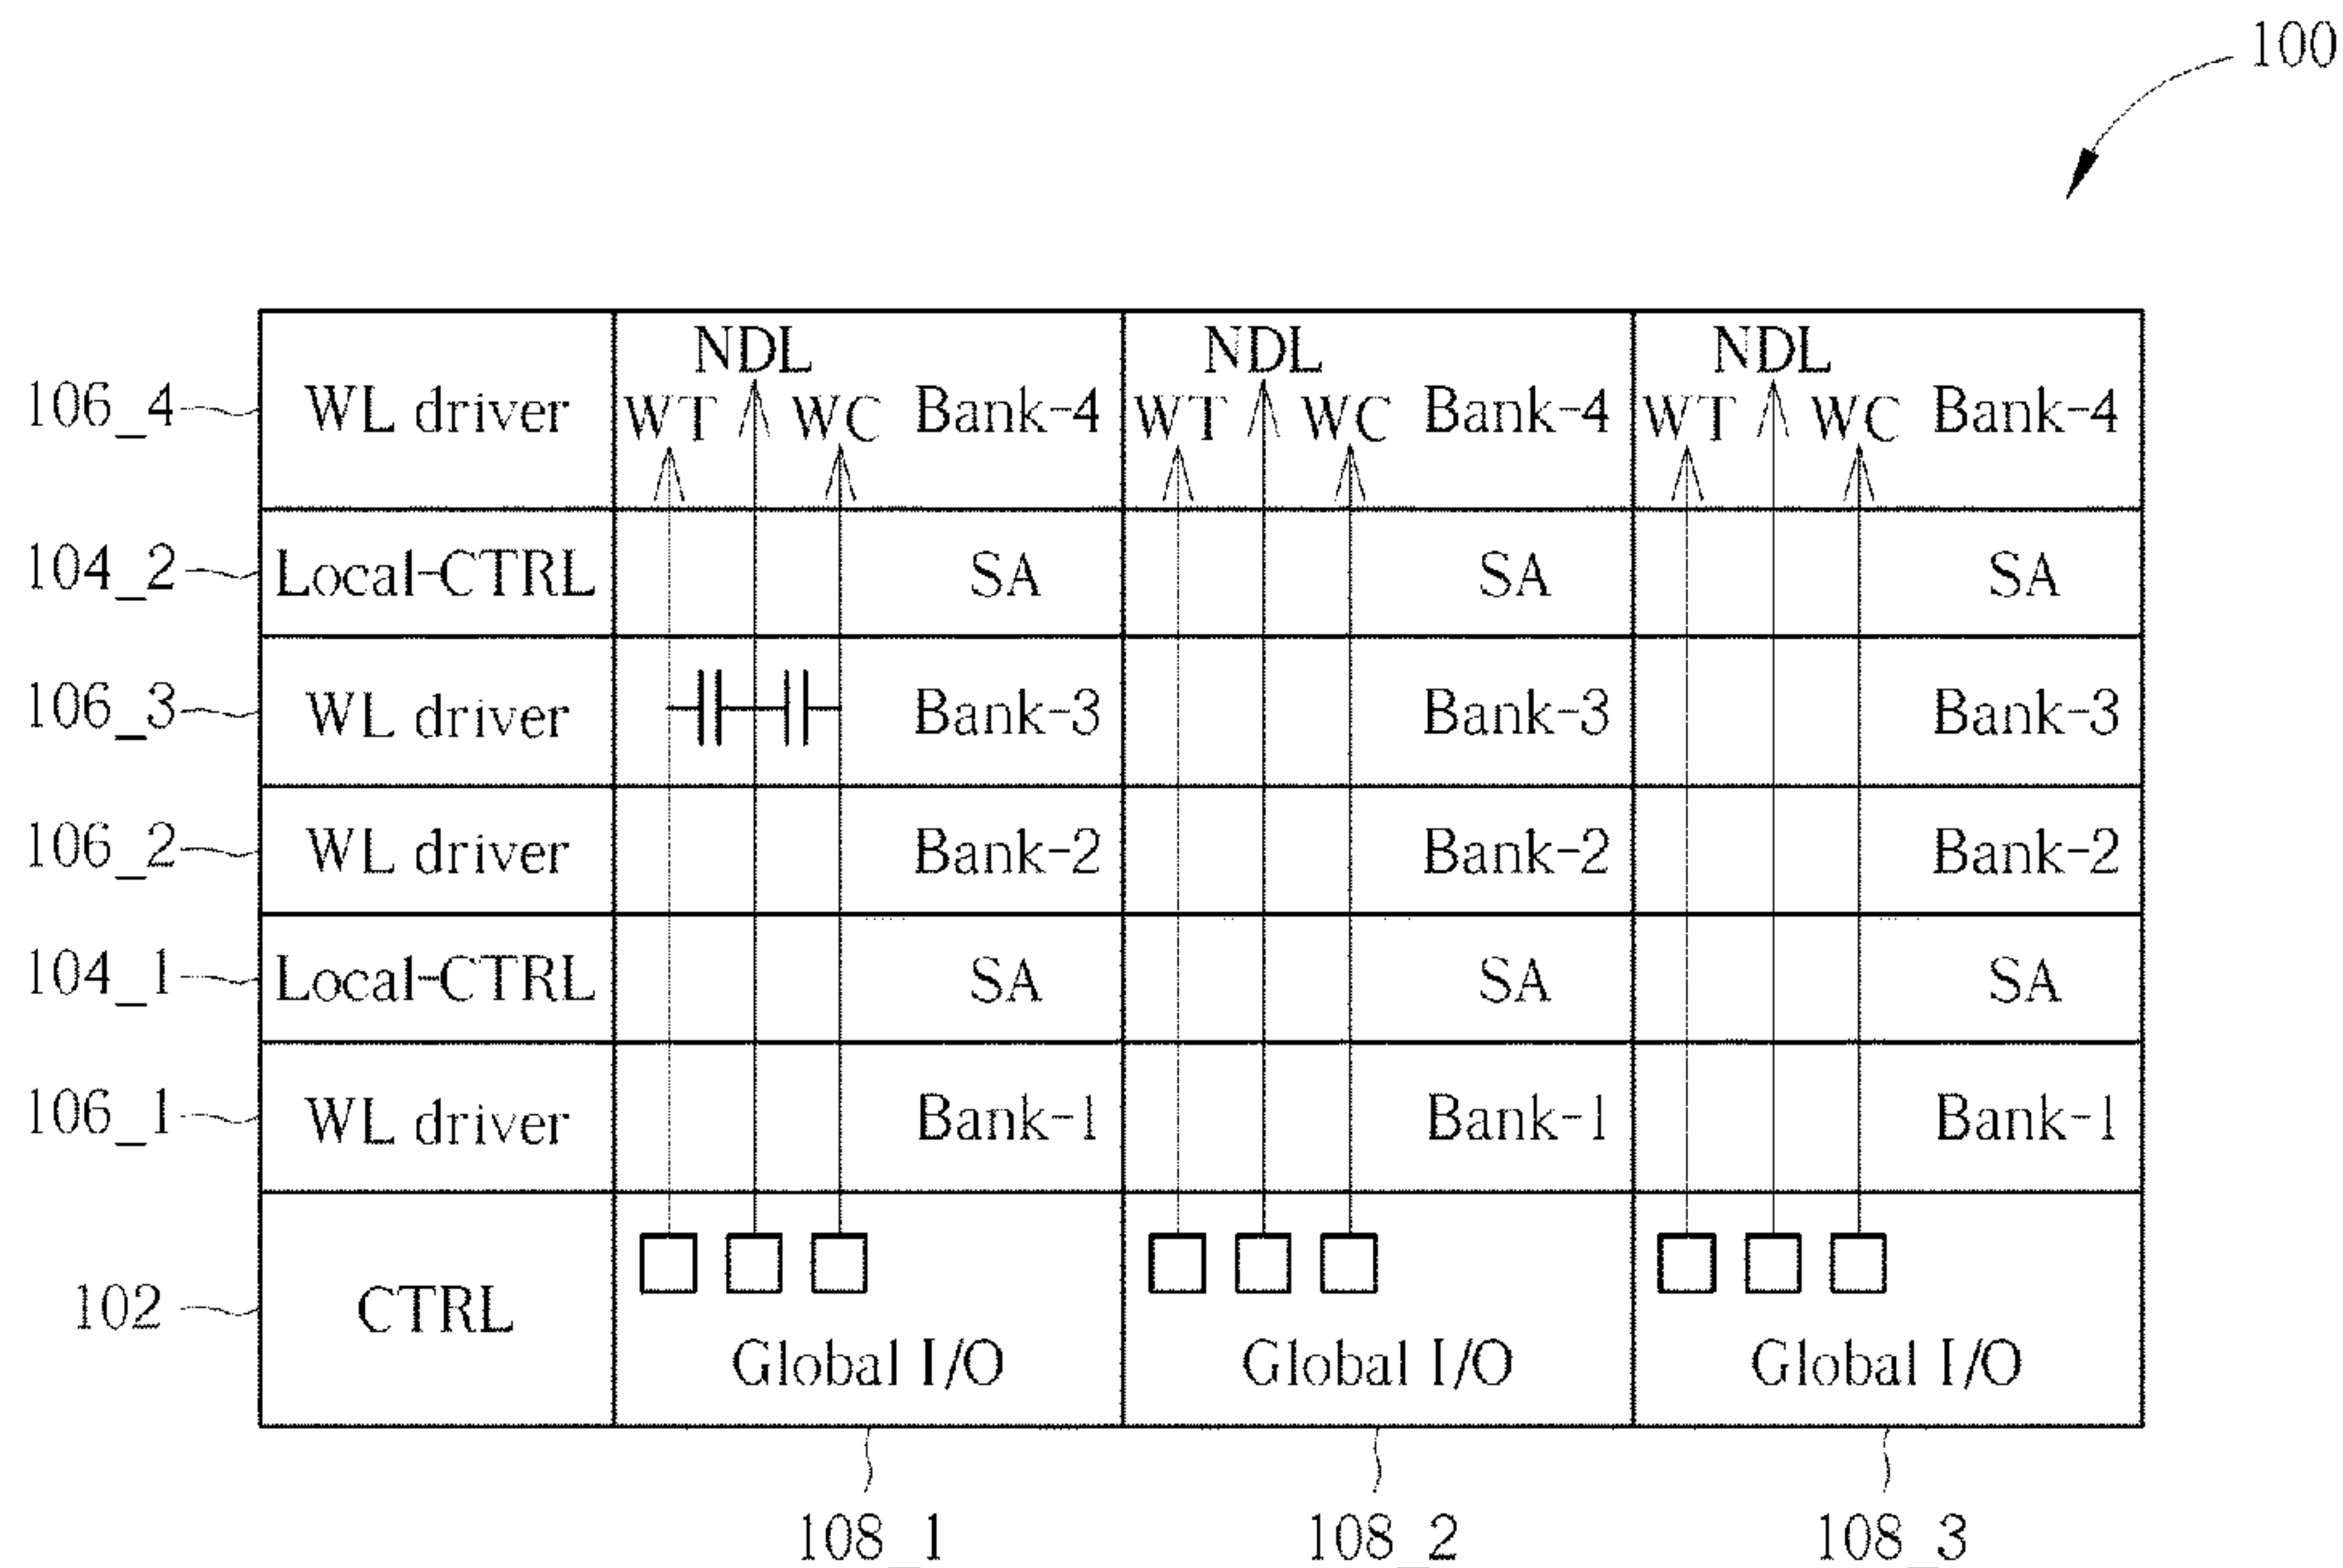 100
NDL NDL NDL
106_4 WL driver WT WC Bank-4 WT WC Bank-4 WT WC Bank-4
104_2 Local-CTRL SA SA SA
106_3 WL driver Bank-3 Bank-3 Bank-3
106_2 WL driver Bank-2 Bank-2 Bank-2
104_1 Local-CTRL SA SA SA
106_1 WL driver Bank-1 Bank-1 Bank-1
102 CTRL
Global I/O Global I/O Global I/O
108_1 108_2 108_3